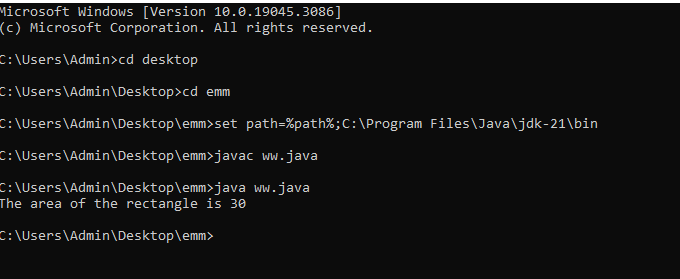 Microsoft Windows [Version 10.0.19045.3086]
(c) Microsoft Corporation. All rights reserved.
C:\Users\Admin>cd desktop
C:\Users\Admin\Desktop>cd emm
C:\Users\Admin\Desktop\emm>set path=%path%;C:\Program Files\Java\jdk-21\bin
C:\Users\Admin\Desktop\emm>javac ww.java
C:\Users\Admin\Desktop\emm>java ww.java
The area of the rectangle is 30
C:\Users\Admin\Desktop\emm>